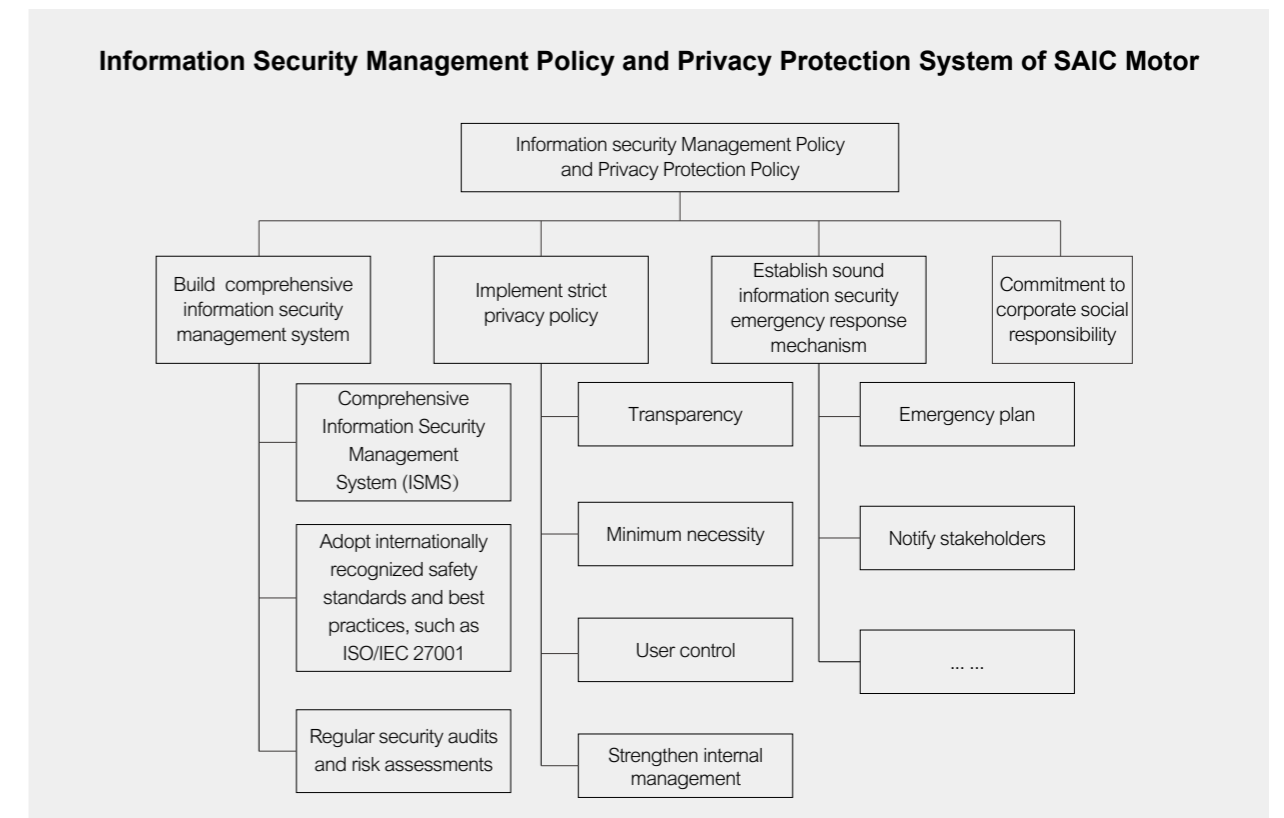 Information Security Management Policy and Privacy Protection System of SAIC Motor
Information security Management Policy
and Privacy Protection Policy
Build comprehensive
information security
management system
Implement strict
privacy policy
Establish sound
information security
emergency response
mechanism
Commitment to
corporate social
responsibility
Comprehensive
Information Security
Management
System (ISMS)
Adopt internationally
recognized safety
standards and best
practices, such as
ISO/IEC 27001
Regular security audits
and risk assessments
Transparency
Minimum necessity
User control
Strengthen internal
management
Emergency plan
Notify stakeholders
... ...